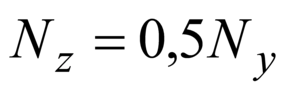 N_z = 0,5N_y